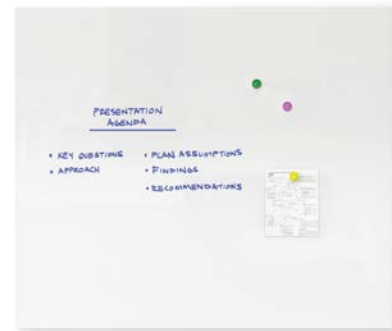 PRESENTATION
AGENDA
• KEY QUESTIONS
• APPROACH
• PLAN ASSUMPTIONS
• FINDINGS
• RECOMMENDATIONS